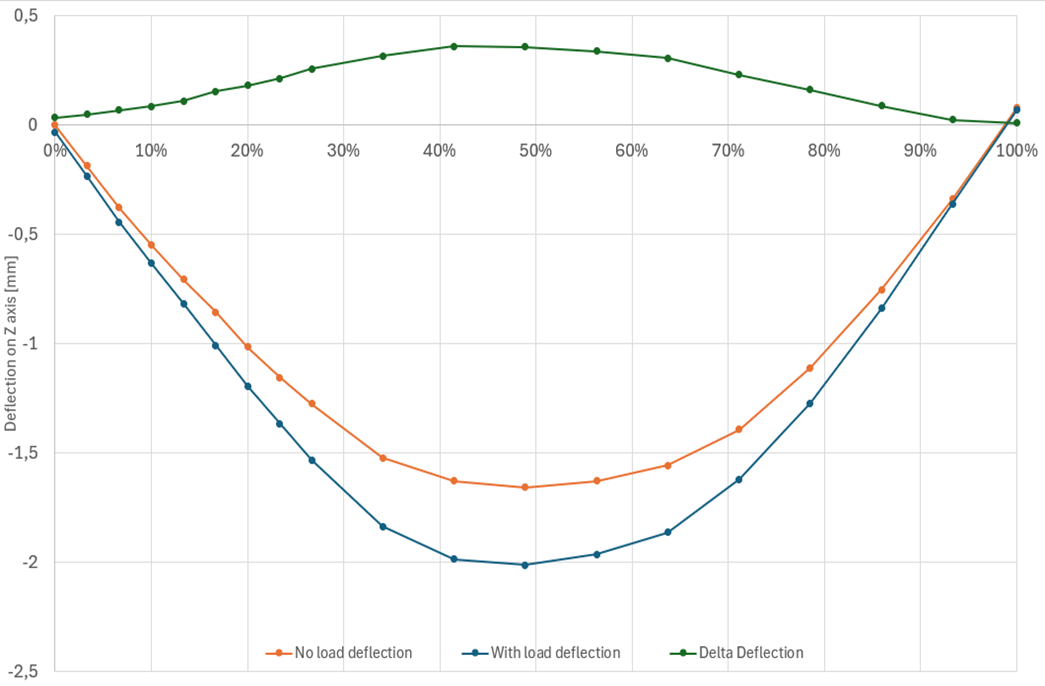 0,5
0
0% 10% 20% 30% 40% 50% 60% 70% 80% 90% 100%
-0,5
-1
-1,5
-2
-2,5
Deflection on Z axis [mm]
No load deflection With load deflection Delta Deflection